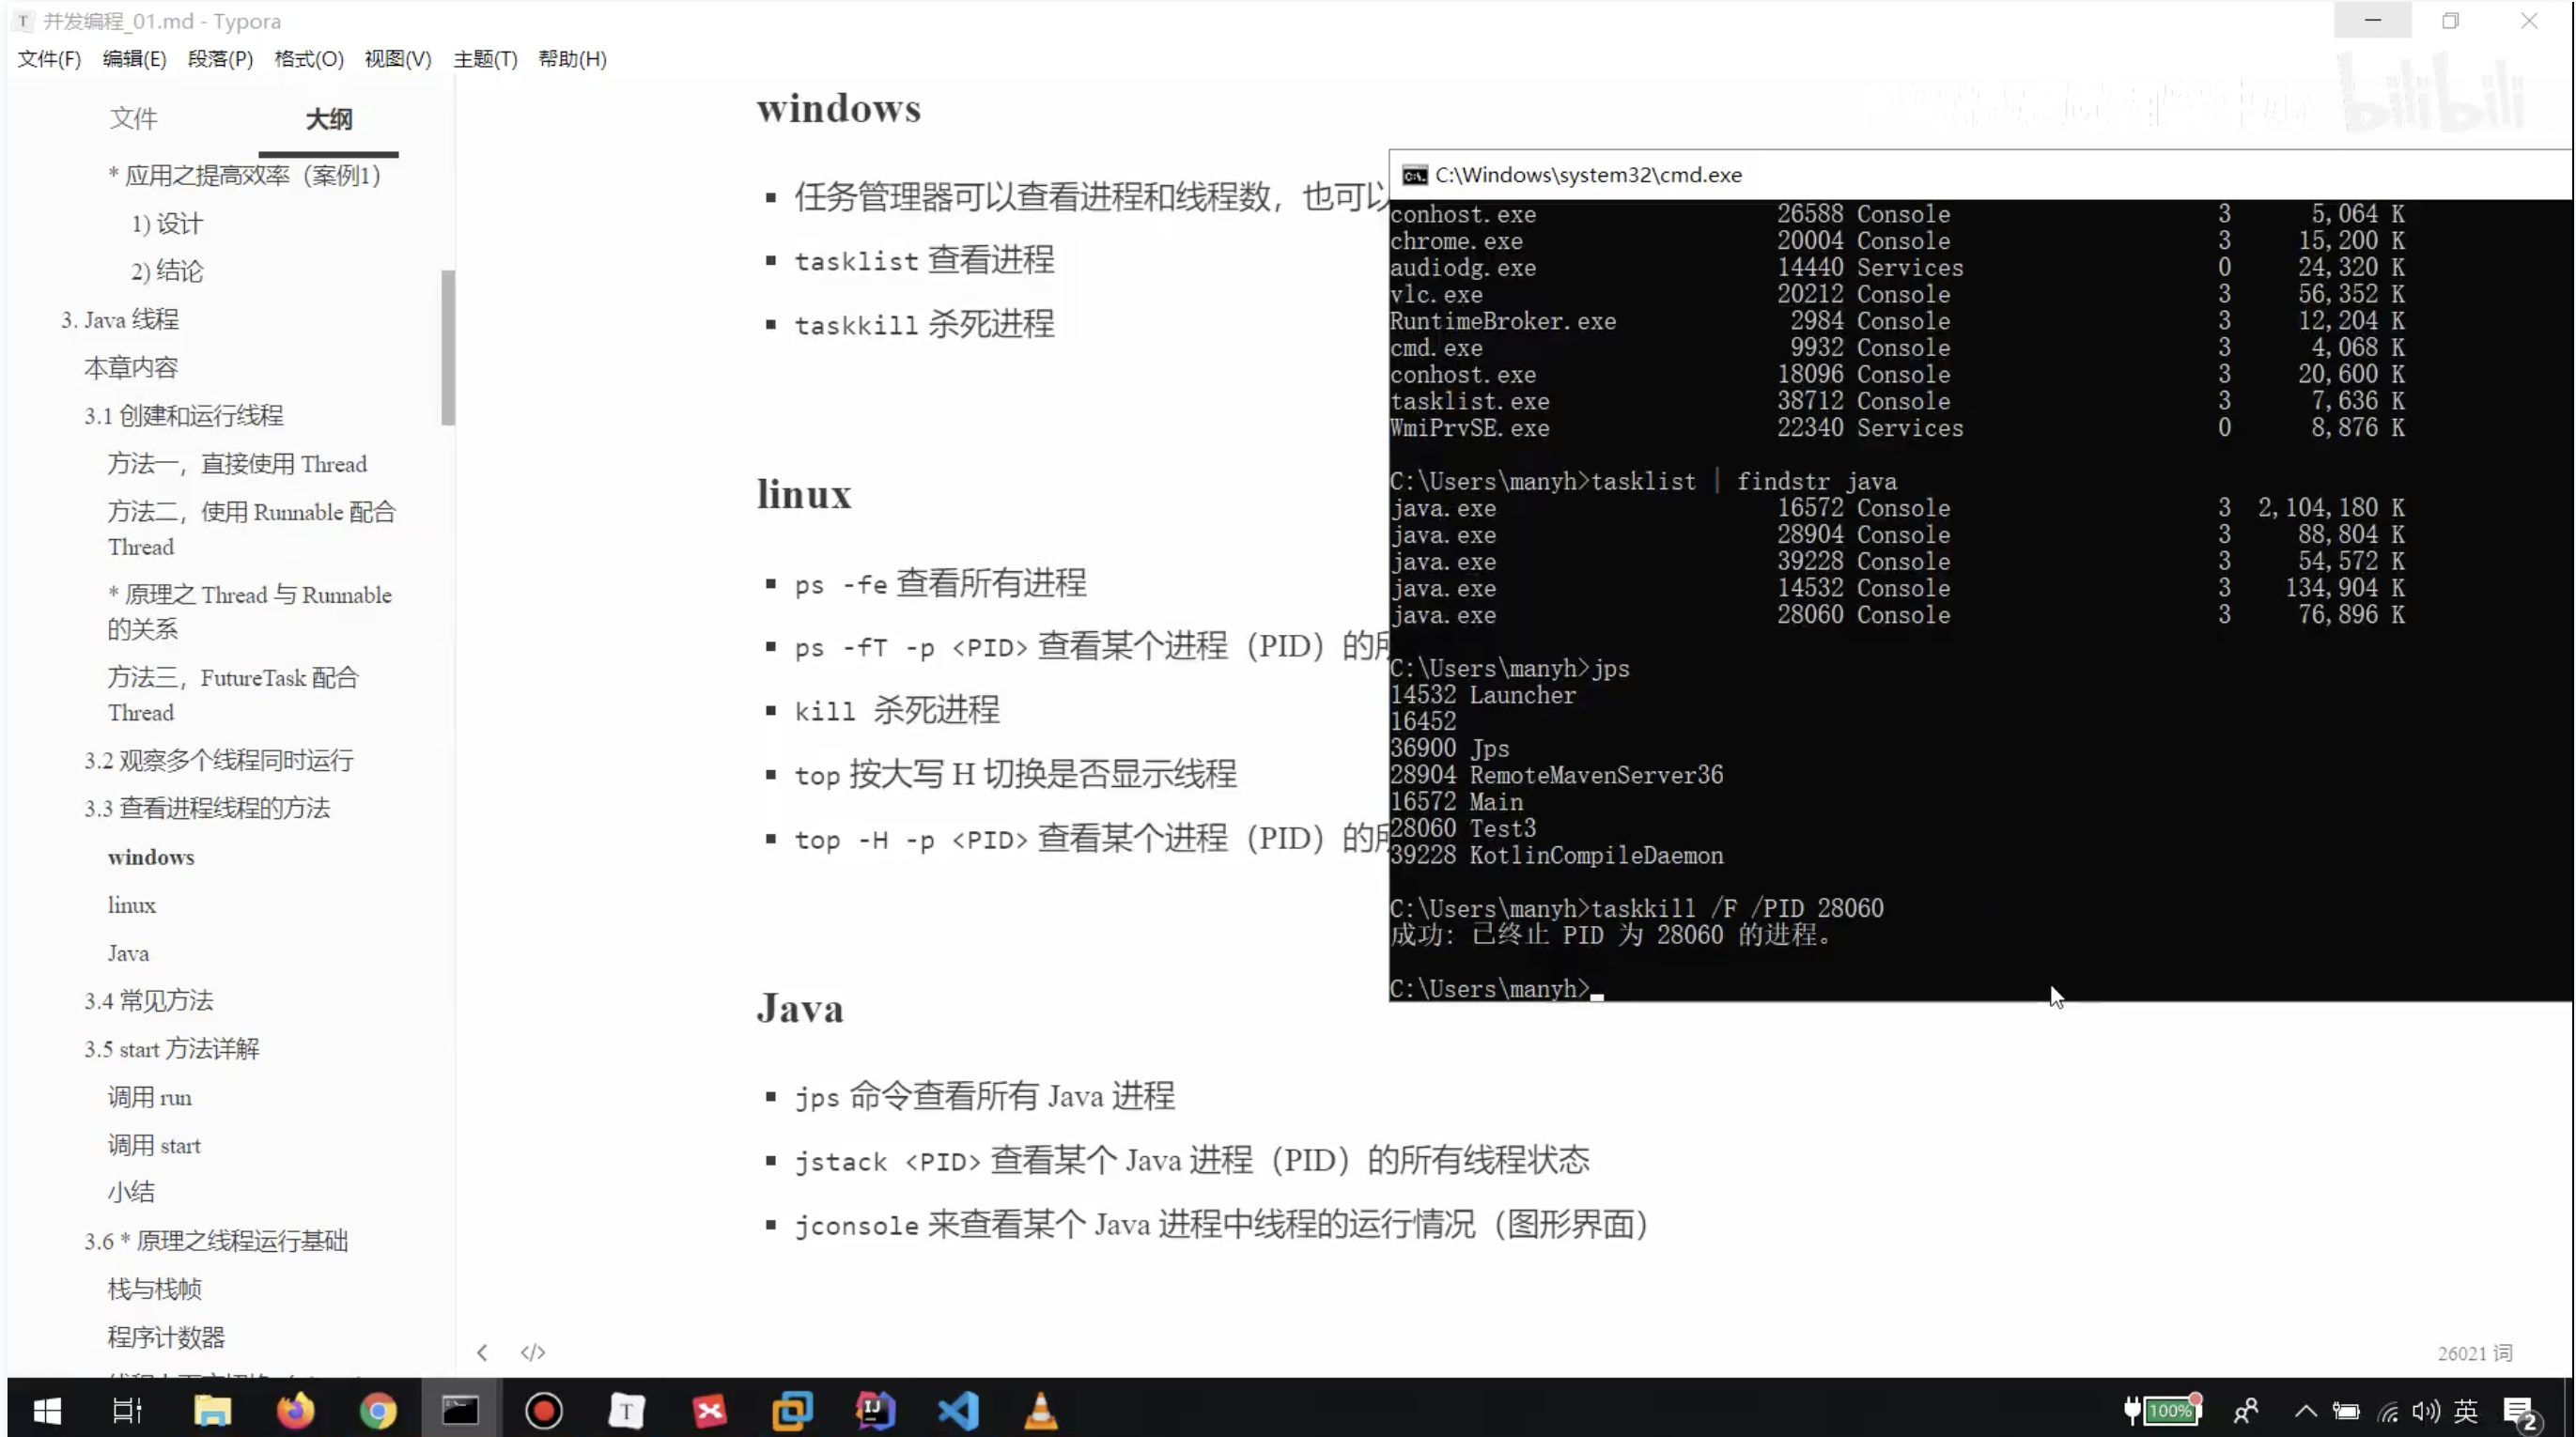 并发编程_01.md - Typora
文件(F) 编辑(E) 段落(P) 格式(O) 视图(V) 主题(T) 帮助(H)
文件 大纲
* 应用之提高效率（案例1）
1) 设计
2) 结论
3. Java 线程
本章内容
3.1 创建和运行线程
方法一，直接使用 Thread
方法二，使用 Runnable 配合
Thread
* 原理之 Thread 与 Runnable
的关系
方法三，FutureTask 配合
Thread
3.2 观察多个线程同时运行
3.3 查看进程线程的方法
windows
linux
Java
3.4 常见方法
3.5 start 方法详解
调用 run
调用 start
小结
3.6 * 原理之线程运行基础
栈与栈帧
程序计数器
windows
任务管理器可以查看进程和线程数，也可以
tasklist 查看进程
taskkill 杀死进程
linux
ps -fe 查看所有进程
ps -fT -p <PID> 查看某个进程（PID）的所
kill 杀死进程
top 按大写 H 切换是否显示线程
top -H -p <PID> 查看某个进程（PID）的所
Java
jps 命令查看所有 Java 进程
jstack <PID> 查看某个 Java 进程（PID）的所有线程状态
jconsole 来查看某个 Java 进程中线程的运行情况（图形界面）
bilibili
C:\Windows\system32\cmd.exe
conhost.exe 26588 Console 3 5,064 K
chrome.exe 20004 Console 3 15,200 K
audiodg.exe 14440 Services 0 24,320 K
vlc.exe 20212 Console 3 56,352 K
RuntimeBroker.exe 2984 Console 3 12,204 K
cmd.exe 9932 Console 3 4,068 K
conhost.exe 18096 Console 3 20,600 K
tasklist.exe 38712 Console 3 7,636 K
WmiPrvSE.exe 22340 Services 0 8,876 K
C:\Users\manyh>tasklist | findstr java
java.exe 16572 Console 3 2,104,180 K
java.exe 28904 Console 3 88,804 K
java.exe 39228 Console 3 54,572 K
java.exe 14532 Console 3 134,904 K
java.exe 28060 Console 3 76,896 K
C:\Users\manyh>jps
14532 Launcher
16452
36900 Jps
28904 RemoteMavenServer36
16572 Main
28060 Test3
39228 KotlinCompileDaemon
C:\Users\manyh>taskkill /F /PID 28060
成功: 已终止 PID 为 28060 的进程。
C:\Users\manyh>
26021 词
100% 英 2